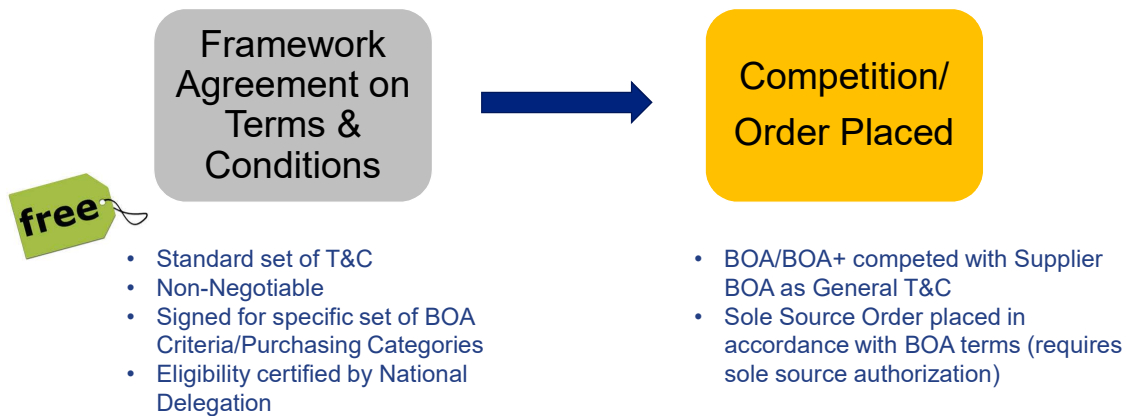 Framework
Agreement on
Terms &
Conditions
Competition/
Order Placed
free
• Standard set of T&C
• Non-Negotiable
• Signed for specific set of BOA
Criteria/Purchasing Categories
• Eligibility certified by National
Delegation
• BOA/BOA+ competed with Supplier
BOA as General T&C
• Sole Source Order placed in
accordance with BOA terms (requires
sole source authorization)